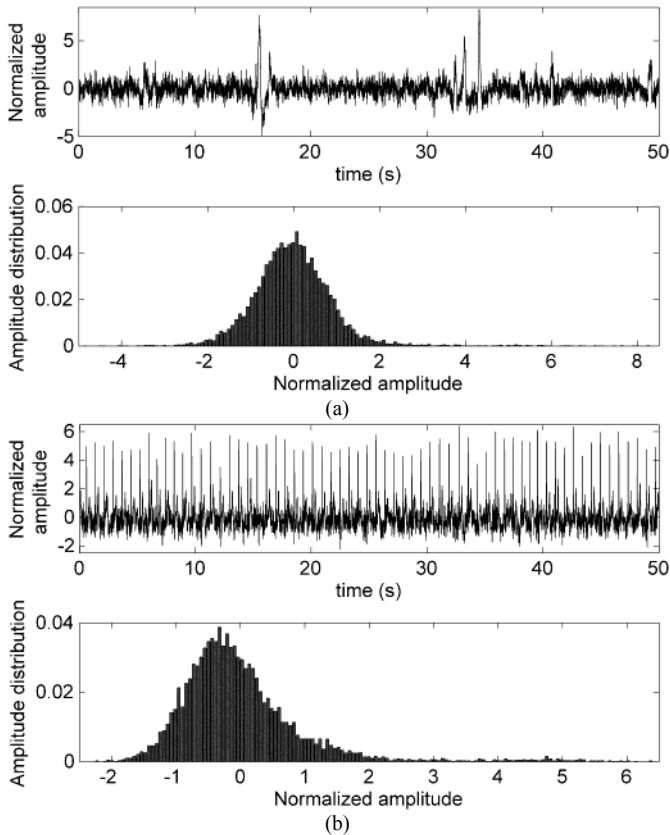 Normalized
amplitude
5
0
-5
0 10 20 30 40 50
time (s)
Amplitude distribution
0.06
0.04
0.02
0
-4 -2 0 2 4 6 8
Normalized amplitude
(a)
Normalized
amplitude
6
4
2
0
-2
0 10 20 30 40 50
time (s)
Amplitude distribution
0.04
0.02
0
-2 -1 0 1 2 3 4 5 6
Normalized amplitude
(b)